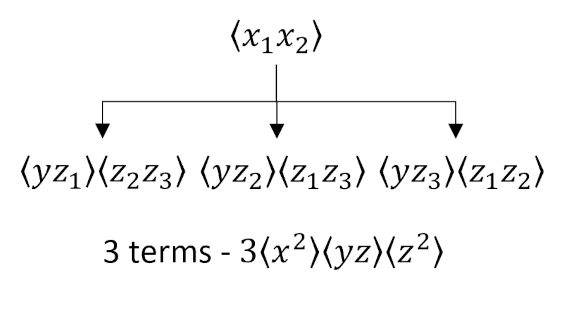 ⟨𝑥₁𝑥₂⟩
⟨𝑦𝑧₁⟩⟨𝑧₂𝑧₃⟩ ⟨𝑦𝑧₂⟩⟨𝑧₁𝑧₃⟩ ⟨𝑦𝑧₃⟩⟨𝑧₁𝑧₂⟩
3 terms - 3⟨𝑥²⟩⟨𝑦𝑧⟩⟨𝑧²⟩